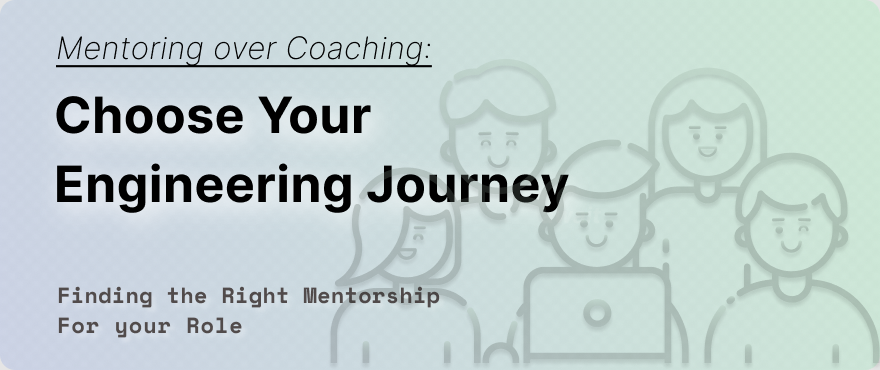 Mentoring over Coaching:
Choose Your
Engineering Journey
Finding the Right Mentorship
For your Role